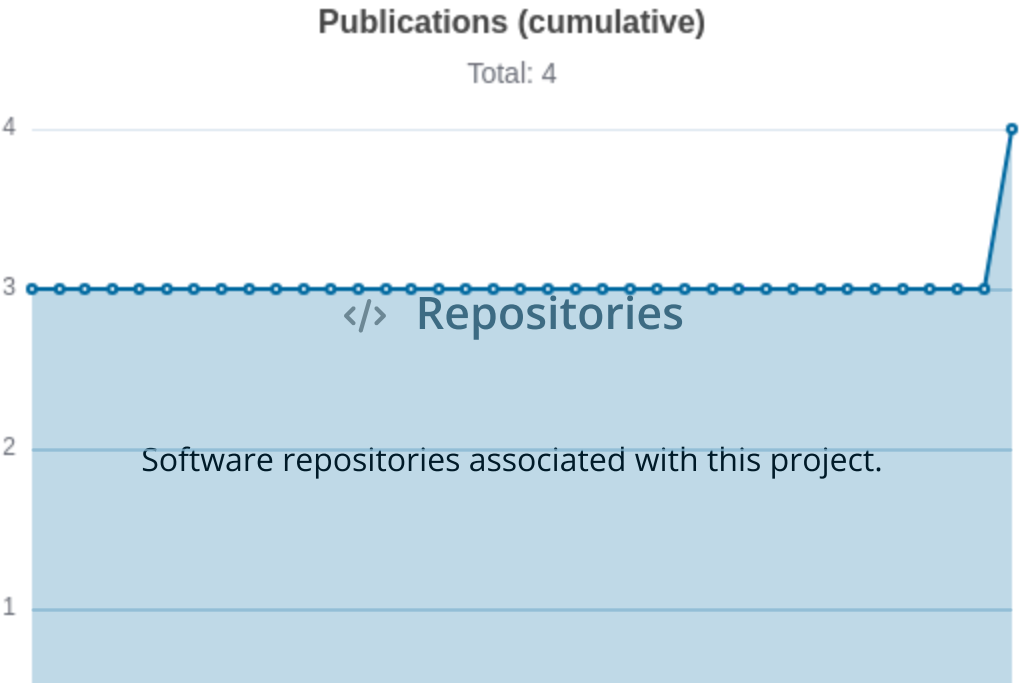 Publications (cumulative)
Total: 4
4
3
</> Repositories
2
Software repositories associated with this project.
1